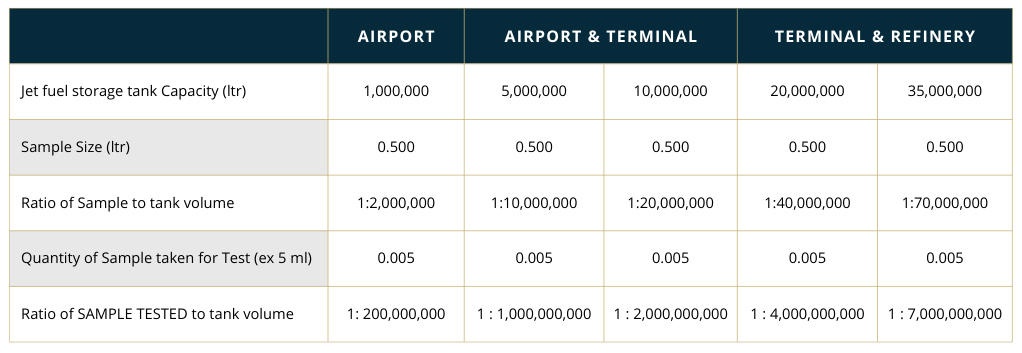 AIRPORT AIRPORT & TERMINAL TERMINAL & REFINERY
Jet fuel storage tank Capacity (ltr) 1,000,000 5,000,000 10,000,000 20,000,000 35,000,000
Sample Size (ltr) 0.500 0.500 0.500 0.500 0.500
Ratio of Sample to tank volume 1:2,000,000 1:10,000,000 1:20,000,000 1:40,000,000 1:70,000,000
Quantity of Sample taken for Test (ex 5 ml) 0.005 0.005 0.005 0.005 0.005
Ratio of SAMPLE TESTED to tank volume 1: 200,000,000 1 : 1,000,000,000 1 : 2,000,000,000 1 : 4,000,000,000 1 : 7,000,000,000